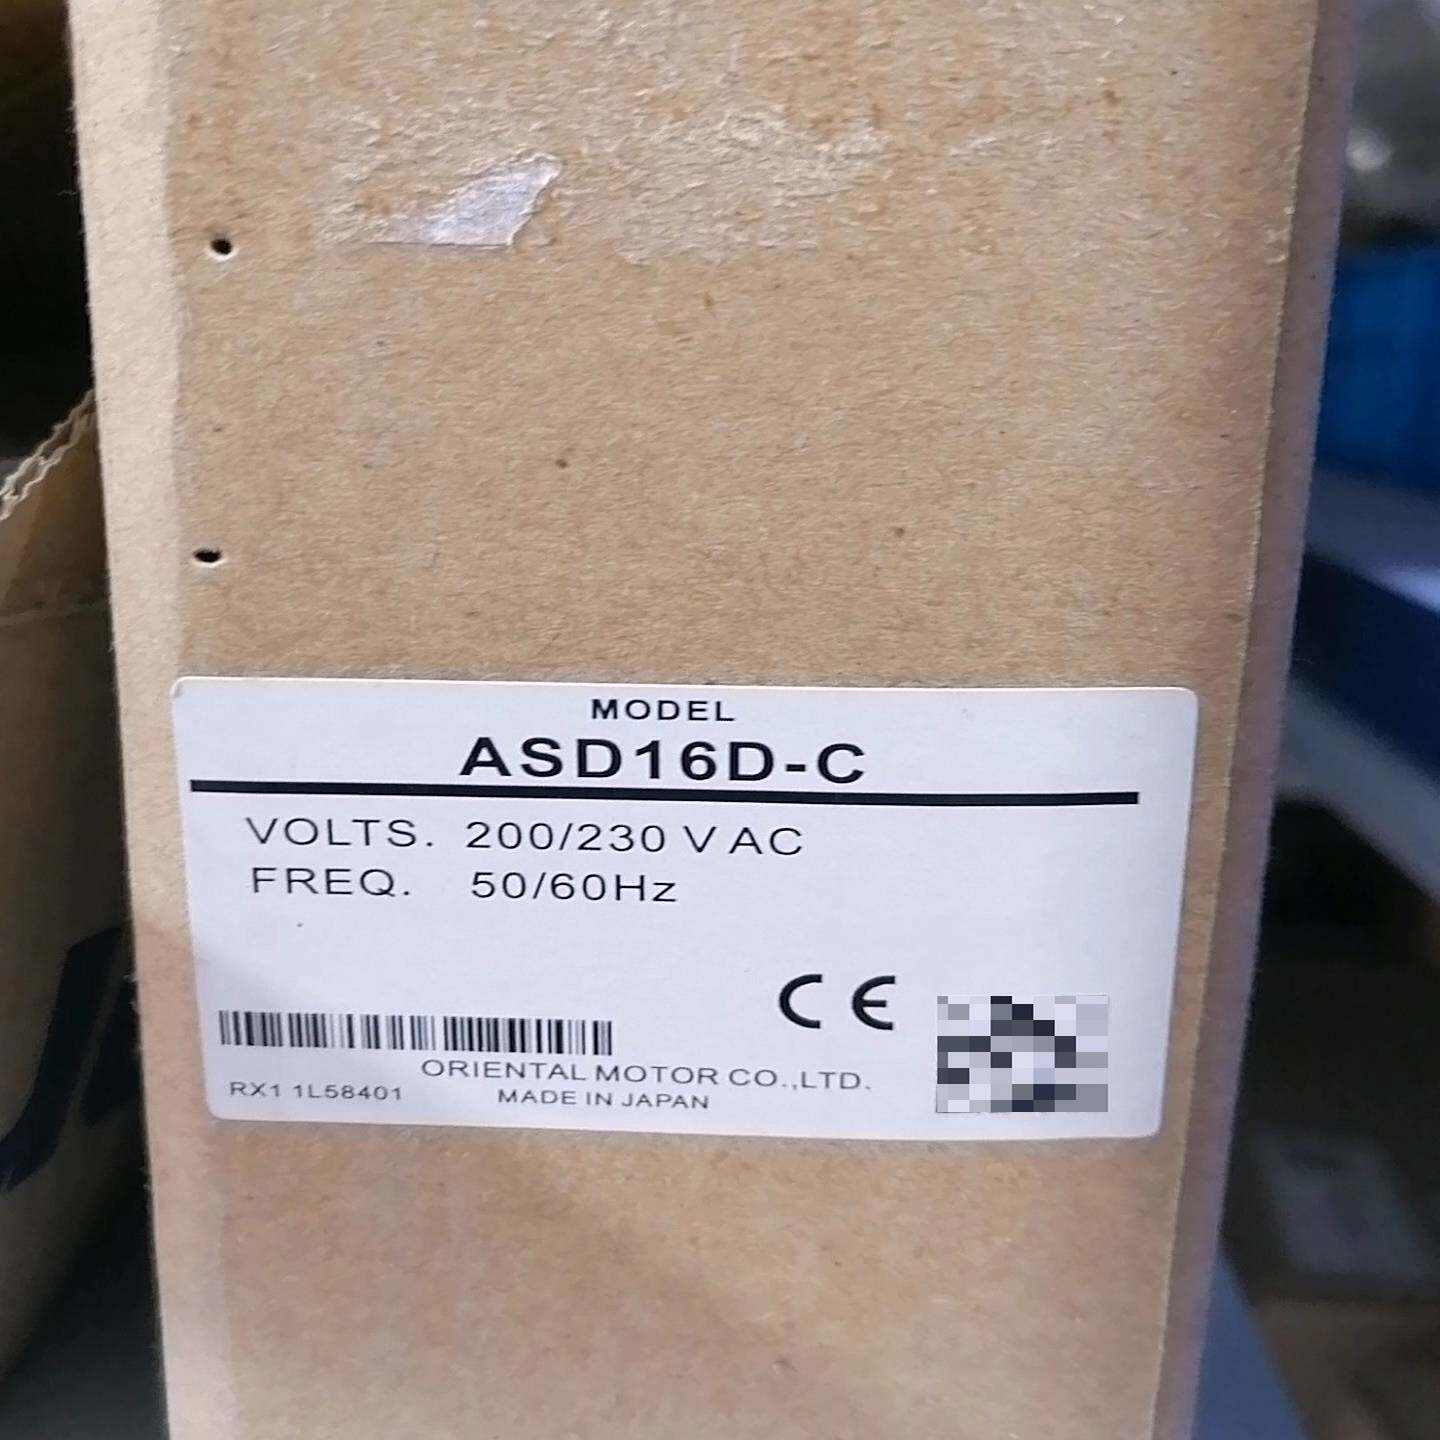 MODEL
ASD16D-C
VOLTS. 200/230 V AC
FREQ. 50/60Hz
CE
ORIENTAL MOTOR CO.,LTD.
RX1 1L58401 MADE IN JAPAN